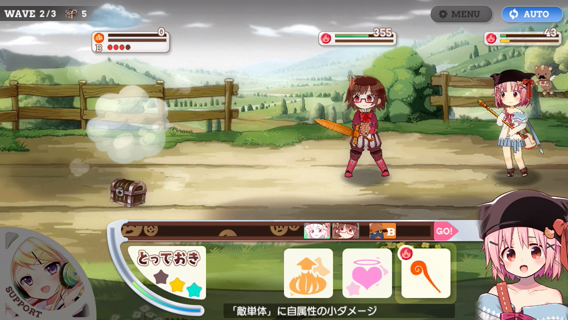 WAVE 2/3 5
MENU
AUTO
0
B
355
43
B
GO!
とっておき
SUPPORT
「敵単体」に自属性の小ダメージ